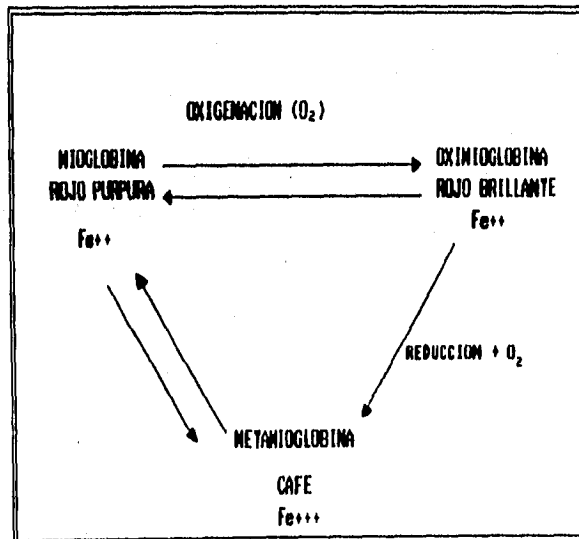 OXIGENACION (O₂)
MIOGLOBINA OXIMIOGLOBINA
ROJO PURPURA ROJO BRILLANTE
Fe++ Fe++
REDUCCION + O₂
METAMIOGLOBINA
CAFE
Fe+++